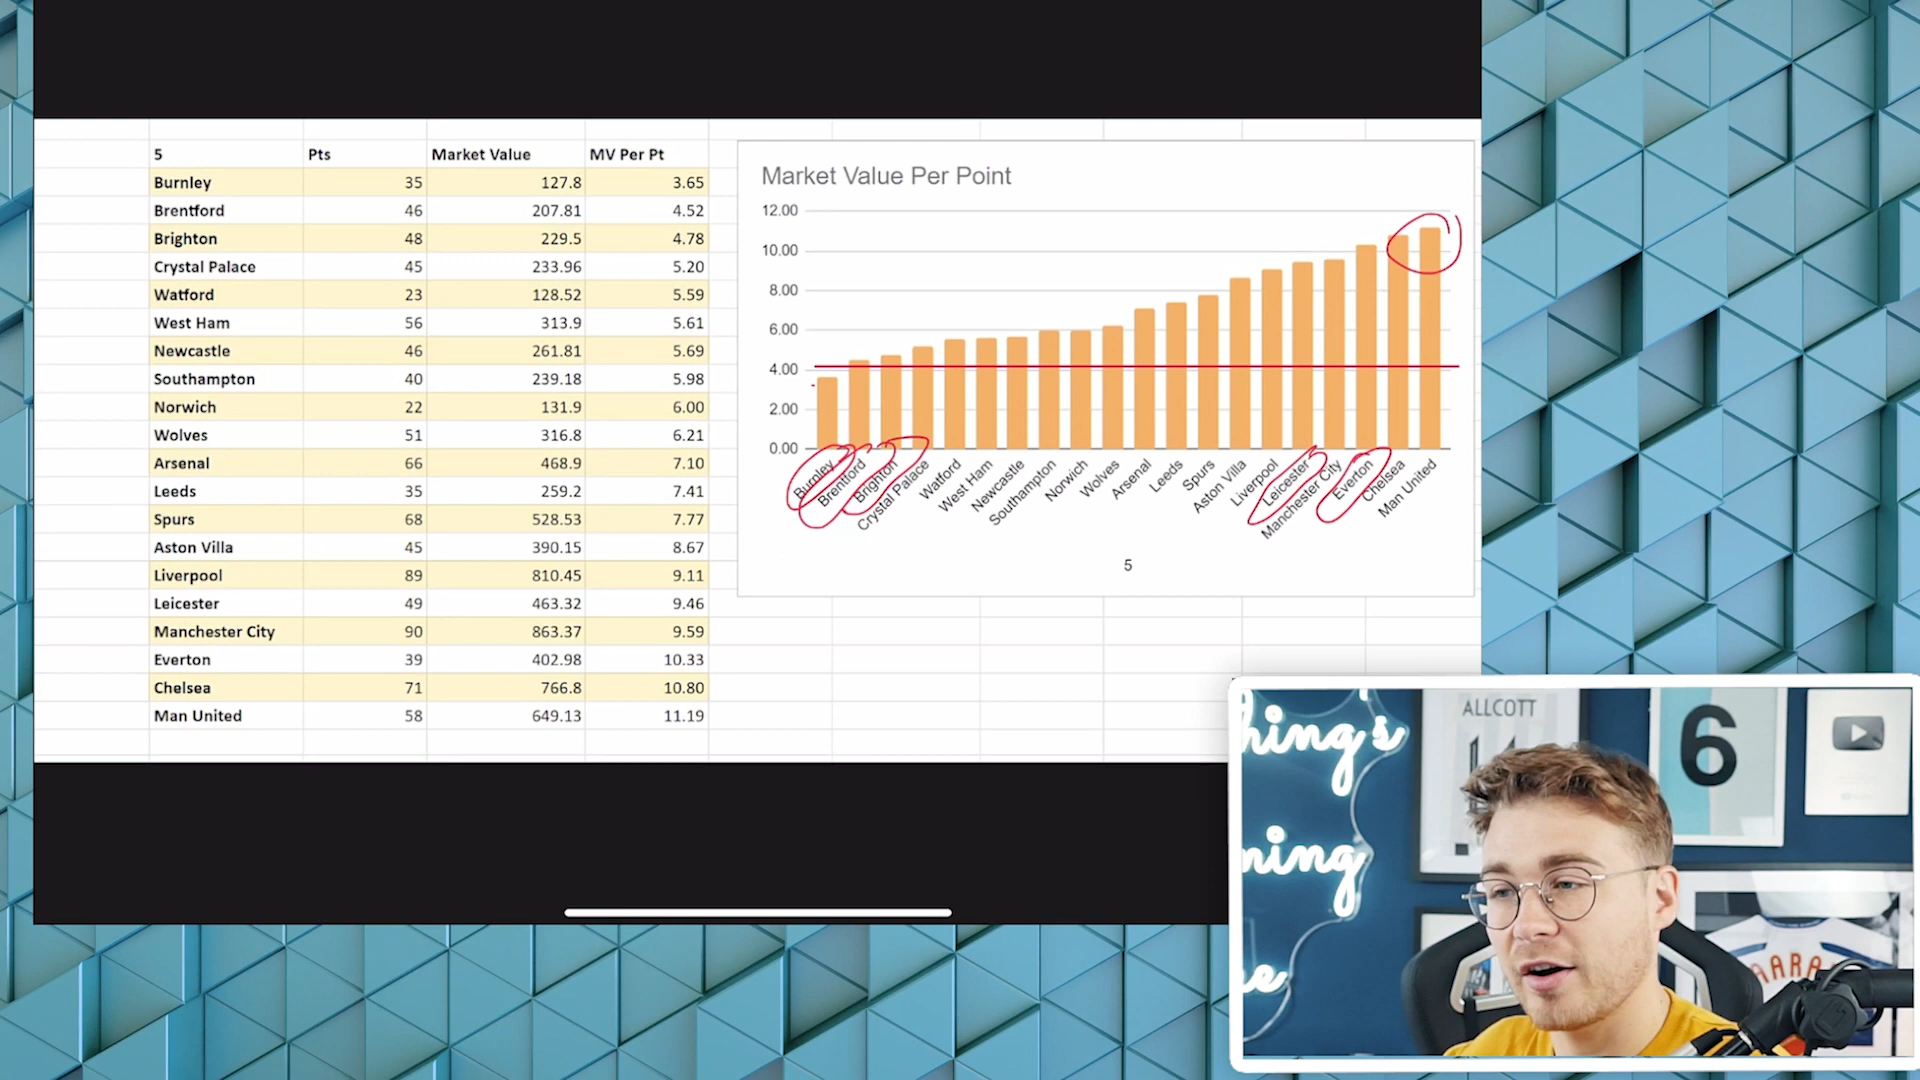 5 Pts Market Value MV Per Pt
Burnley 35 127.8 3.65
Brentford 46 207.81 4.52
Brighton 48 229.5 4.78
Crystal Palace 45 233.96 5.20
Watford 23 128.52 5.59
West Ham 56 313.9 5.61
Newcastle 46 261.81 5.69
Southampton 40 239.18 5.98
Norwich 22 131.9 6.00
Wolves 51 316.8 6.21
Arsenal 66 468.9 7.10
Leeds 35 259.2 7.41
Spurs 68 528.53 7.77
Aston Villa 45 390.15 8.67
Liverpool 89 810.45 9.11
Leicester 49 463.32 9.46
Manchester City 90 863.37 9.59
Everton 39 402.98 10.33
Chelsea 71 766.8 10.80
Man United 58 649.13 11.19
Market Value Per Point
12.00
10.00
8.00
6.00
4.00
2.00
0.00
Burnley
Brentford
Brighton
Crystal Palace
Watford
West Ham
Newcastle
Southampton
Norwich
Wolves
Arsenal
Leeds
Spurs
Aston Villa
Liverpool
Leicester
Manchester City
Everton
Chelsea
Man United
5
hing's
ning
e
ALLCOTT
14
6